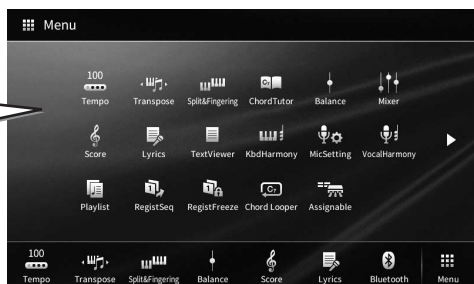 Menu
100
Tempo Transpose Split&Fingering ChordTutor Balance Mixer
Score Lyrics TextViewer KbdHarmony MicSetting VocalHarmony
Playlist RegistSeq RegistFreeze Chord Looper Assignable
100
Tempo Transpose Split&Fingering Balance Score Lyrics Bluetooth Menu